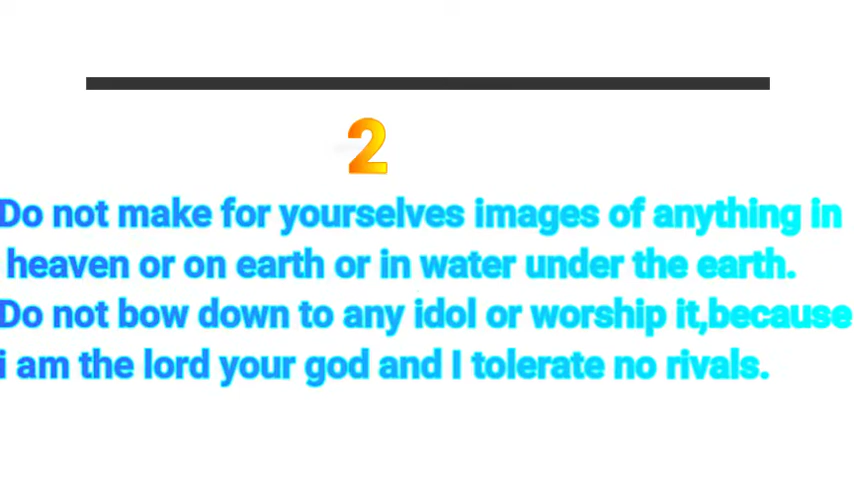 2
Do not make for yourselves images of anything in
heaven or on earth or in water under the earth.
Do not bow down to any idol or worship it,because
i am the lord your god and I tolerate no rivals.